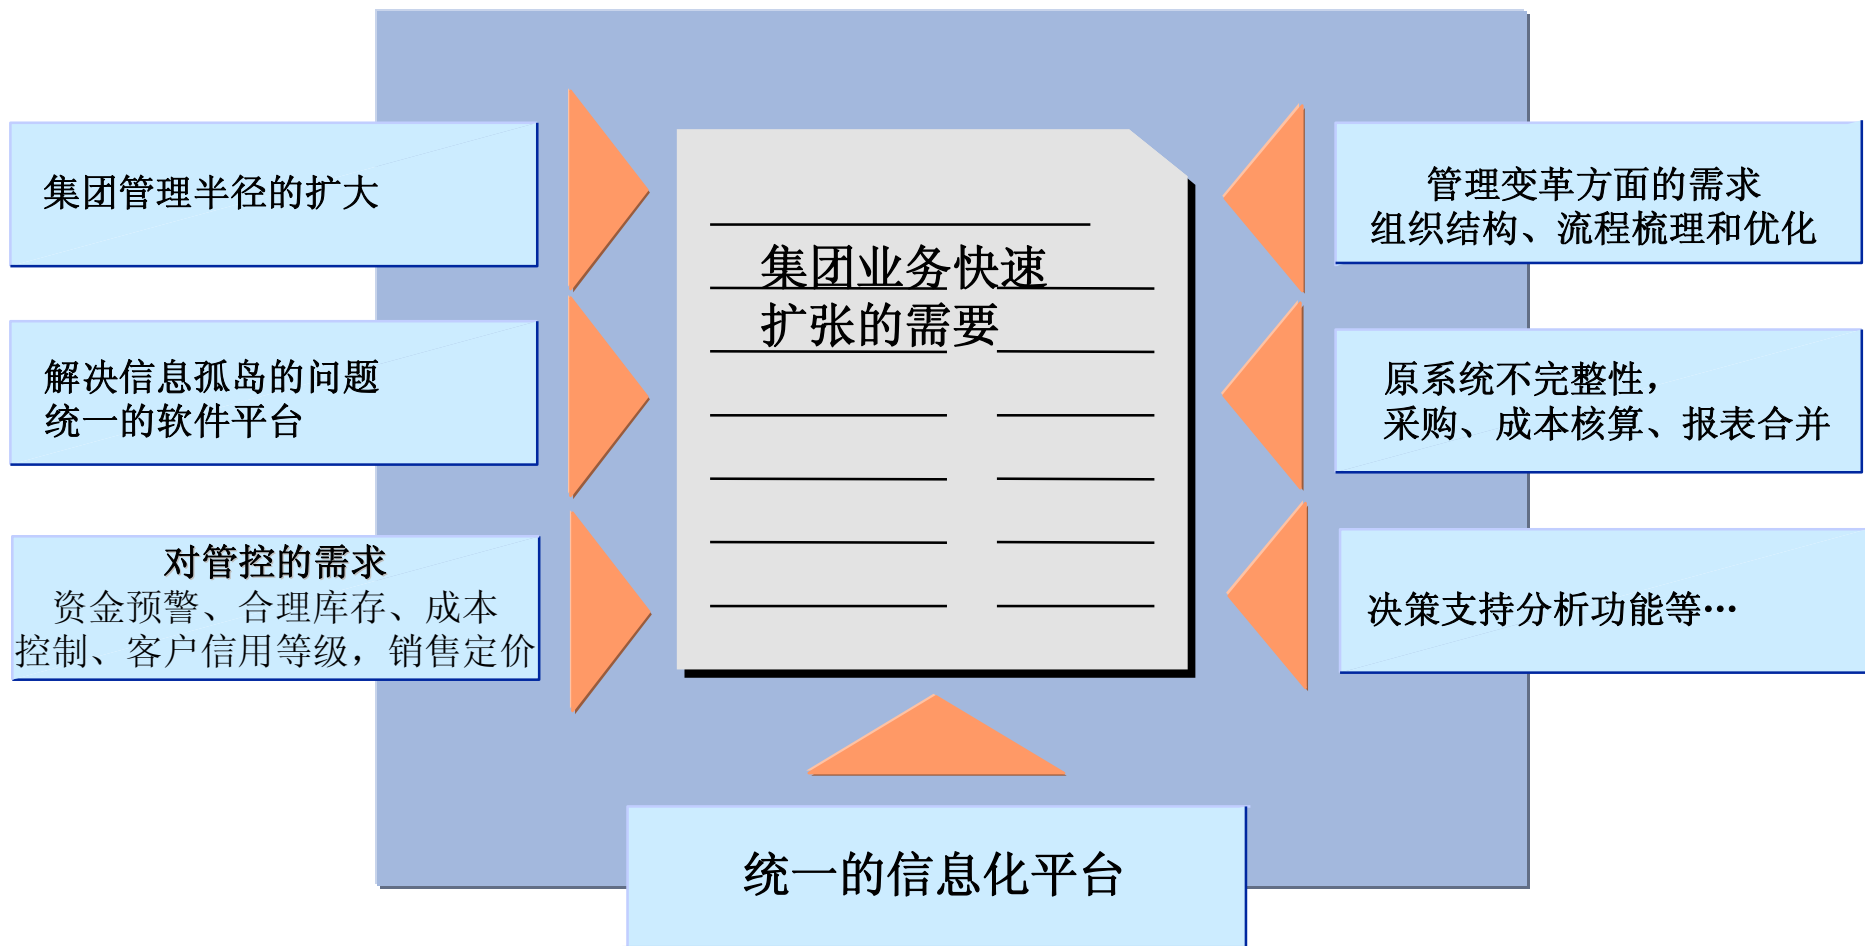 集团管理半径的扩大
解决信息孤岛的问题
统一的软件平台
对管控的需求
资金预警、合理库存、成本
控制、客户信用等级，销售定价
集团业务快速
扩张的需要
管理变革方面的需求
组织结构、流程梳理和优化
原系统不完整性，
采购、成本核算、报表合并
决策支持分析功能等…
统一的信息化平台